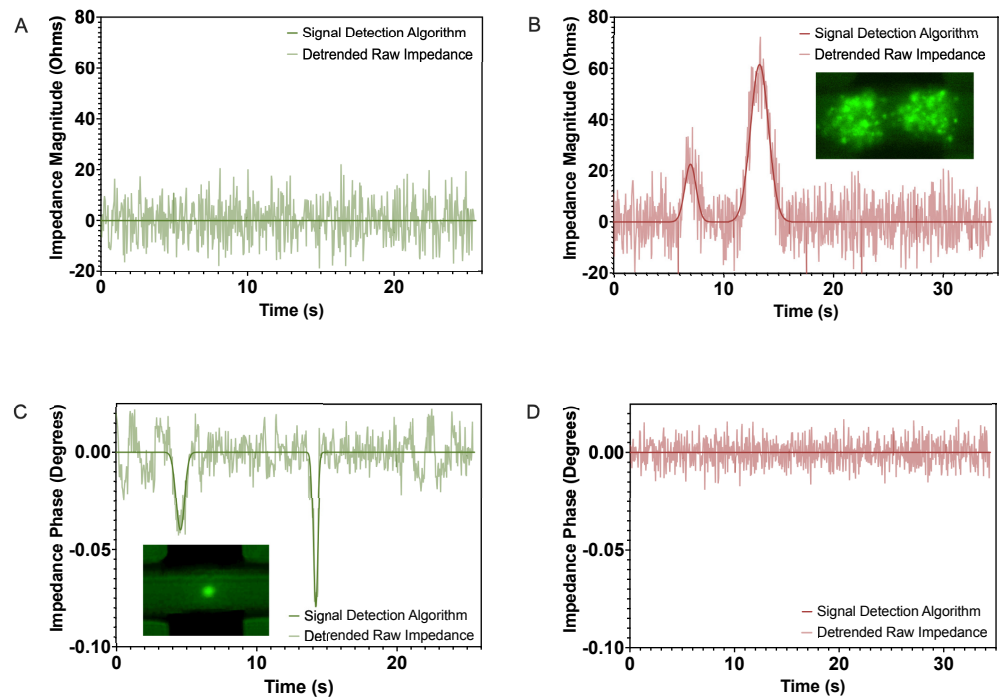 A
80
60
40
20
0
-20
Impedance Magnitude (Ohms)
Signal Detection Algorithm
Detrended Raw Impedance
0
10
20
Time (s)
B
80
60
40
20
0
-20
Impedance Magnitude (Ohms)
Signal Detection Algorithm
Detrended Raw Impedance
0
10
20
30
Time (s)
C
0.00
-0.05
-0.10
Impedance Phase (Degrees)
Signal Detection Algorithm
Detrended Raw Impedance
0
10
20
Time (s)
D
0.00
-0.05
-0.10
Impedance Phase (Degrees)
Signal Detection Algorithm
Detrended Raw Impedance
0
10
20
30
Time (s)